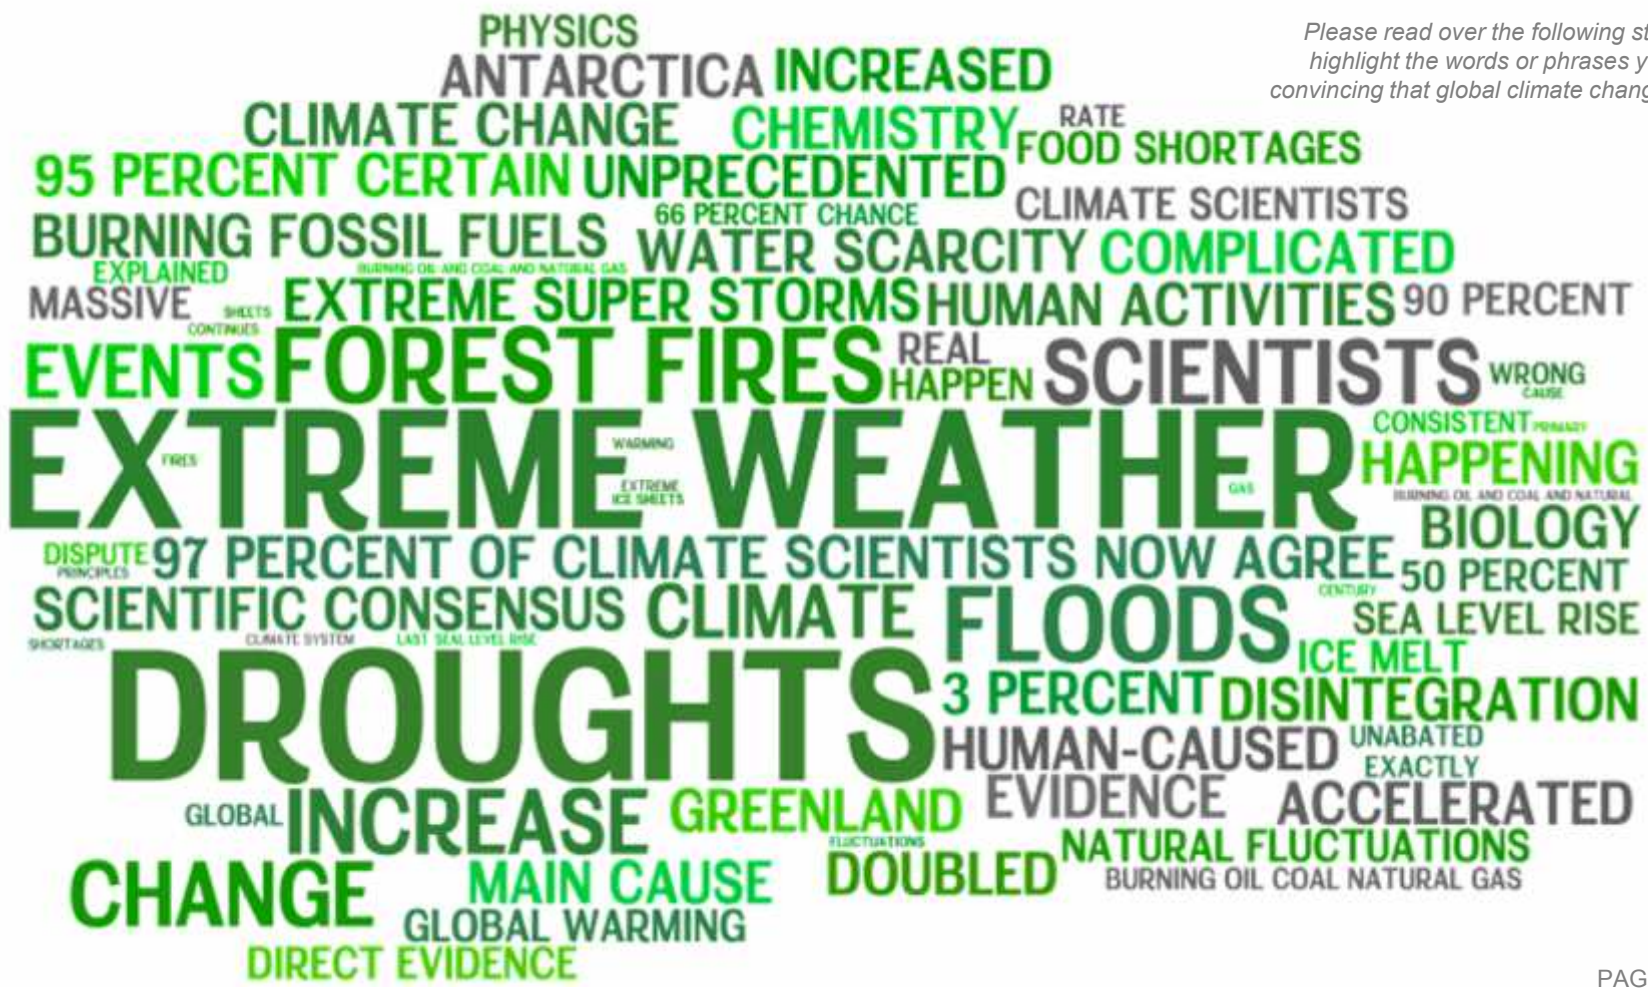 Please read over the following st
highlight the words or phrases y
convincing that global climate chang
PHYSICS
ANTARCTICA INCREASED
CLIMATE CHANGE CHEMISTRY RATE
FOOD SHORTAGES
95 PERCENT CERTAIN UNPRECEDENTED
66 PERCENT CHANCE CLIMATE SCIENTISTS
BURNING FOSSIL FUELS WATER SCARCITY COMPLICATED
EXPLAINED BURNING OIL AND COAL AND NATURAL GAS
MASSIVE SHEETS EXTREME SUPER STORMS HUMAN ACTIVITIES 90 PERCENT
CONTINUES
EVENTS FOREST FIRES REAL SCIENTISTS WRONG
HAPPEN CAUSE
EXTREME WEATHER CONSISTENT PRIMARY
WARMING
FIRES
HAPPENING
EXTREME
ICE SHEETS
GAS
BURNING OIL AND COAL AND NATURAL
BIOLOGY
DISPUTE 97 PERCENT OF CLIMATE SCIENTISTS NOW AGREE
PRINCIPLES
50 PERCENT
SCIENTIFIC CONSENSUS CLIMATE FLOODS CENTURY
SEA LEVEL RISE
SHORTAGES CLIMATE SYSTEM LAST SEAL LEVEL RISE
ICE MELT
DROUGHTS 3 PERCENT DISINTEGRATION
HUMAN-CAUSED UNABATED
EXACTLY
GLOBAL INCREASE GREENLAND EVIDENCE ACCELERATED
FLUCTUATIONS
NATURAL FLUCTUATIONS
CHANGE MAIN CAUSE DOUBLED BURNING OIL COAL NATURAL GAS
GLOBAL WARMING
DIRECT EVIDENCE
PAG